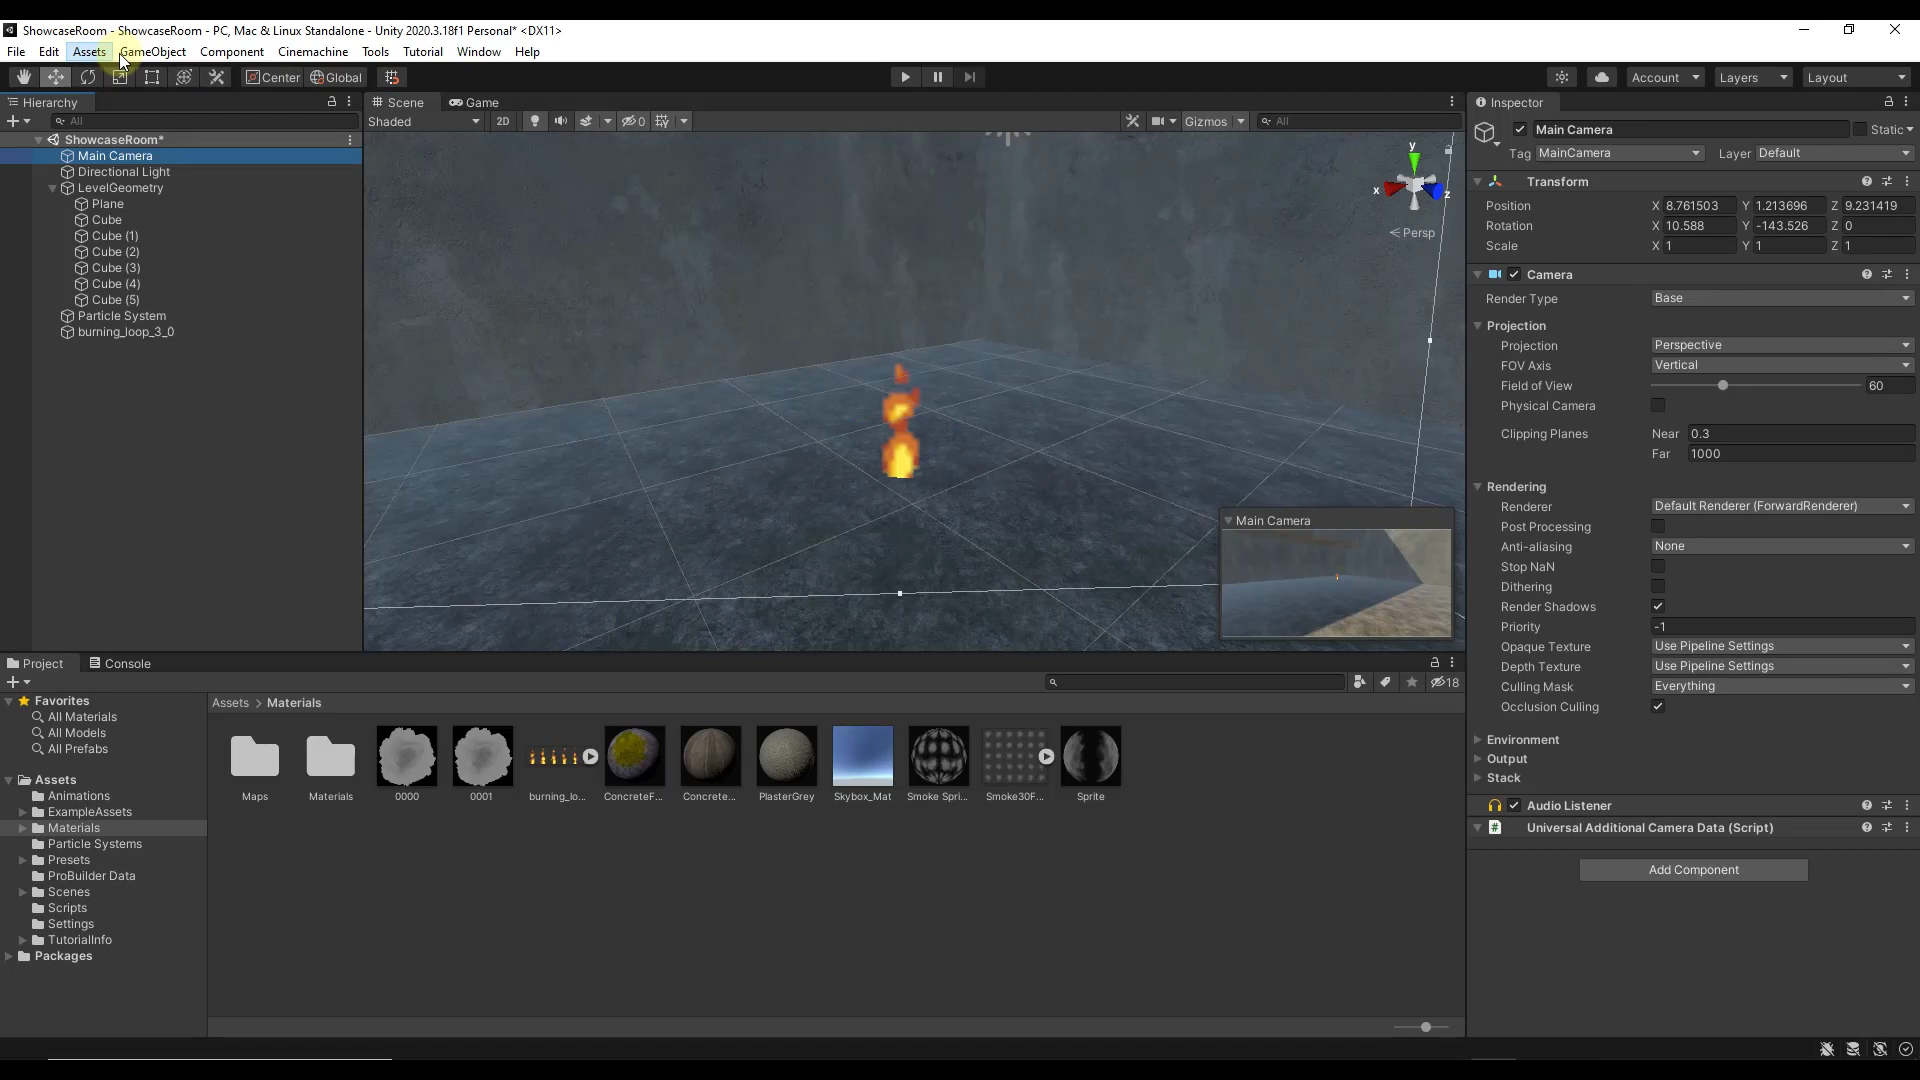 ShowcaseRoom - ShowcaseRoom - PC, Mac & Linux Standalone - Unity 2020.3.18f1 Personal* <DX11>
File Edit Assets GameObject Component Cinemachine Tools Tutorial Window Help
Center Global Account Layers Layout
Hierarchy
All
ShowcaseRoom*
Main Camera
Directional Light
LevelGeometry
Plane
Cube
Cube (1)
Cube (2)
Cube (3)
Cube (4)
Cube (5)
Particle System
burning_loop_3_0
Scene Game
Shaded 2D 0 Gizmos All
y
x
z
Persp
Main Camera
Inspector
Main Camera Static
Tag MainCamera Layer Default
Transform
Position X 8.761503 Y 1.213696 Z 9.231419
Rotation X 10.588 Y -143.526 Z 0
Scale X 1 Y 1 Z 1
Camera
Render Type Base
Projection
Projection Perspective
FOV Axis Vertical
Field of View 60
Physical Camera
Clipping Planes Near 0.3
Far 1000
Rendering
Renderer Default Renderer (ForwardRenderer)
Post Processing
Anti-aliasing None
Stop NaN
Dithering
Render Shadows
Priority -1
Opaque Texture Use Pipeline Settings
Depth Texture Use Pipeline Settings
Culling Mask Everything
Occlusion Culling
Environment
Output
Stack
Audio Listener
# Universal Additional Camera Data (Script)
Add Component
Project Console
18
Favorites
All Materials
All Models
All Prefabs
Assets
Animations
ExampleAssets
Materials
Particle Systems
Presets
ProBuilder Data
Scenes
Scripts
Settings
TutorialInfo
Packages
Assets > Materials
Maps Materials 0000 0001 burning_lo... ConcreteF... Concrete... PlasterGrey Skybox_Mat Smoke Spri... Smoke30F... Sprite